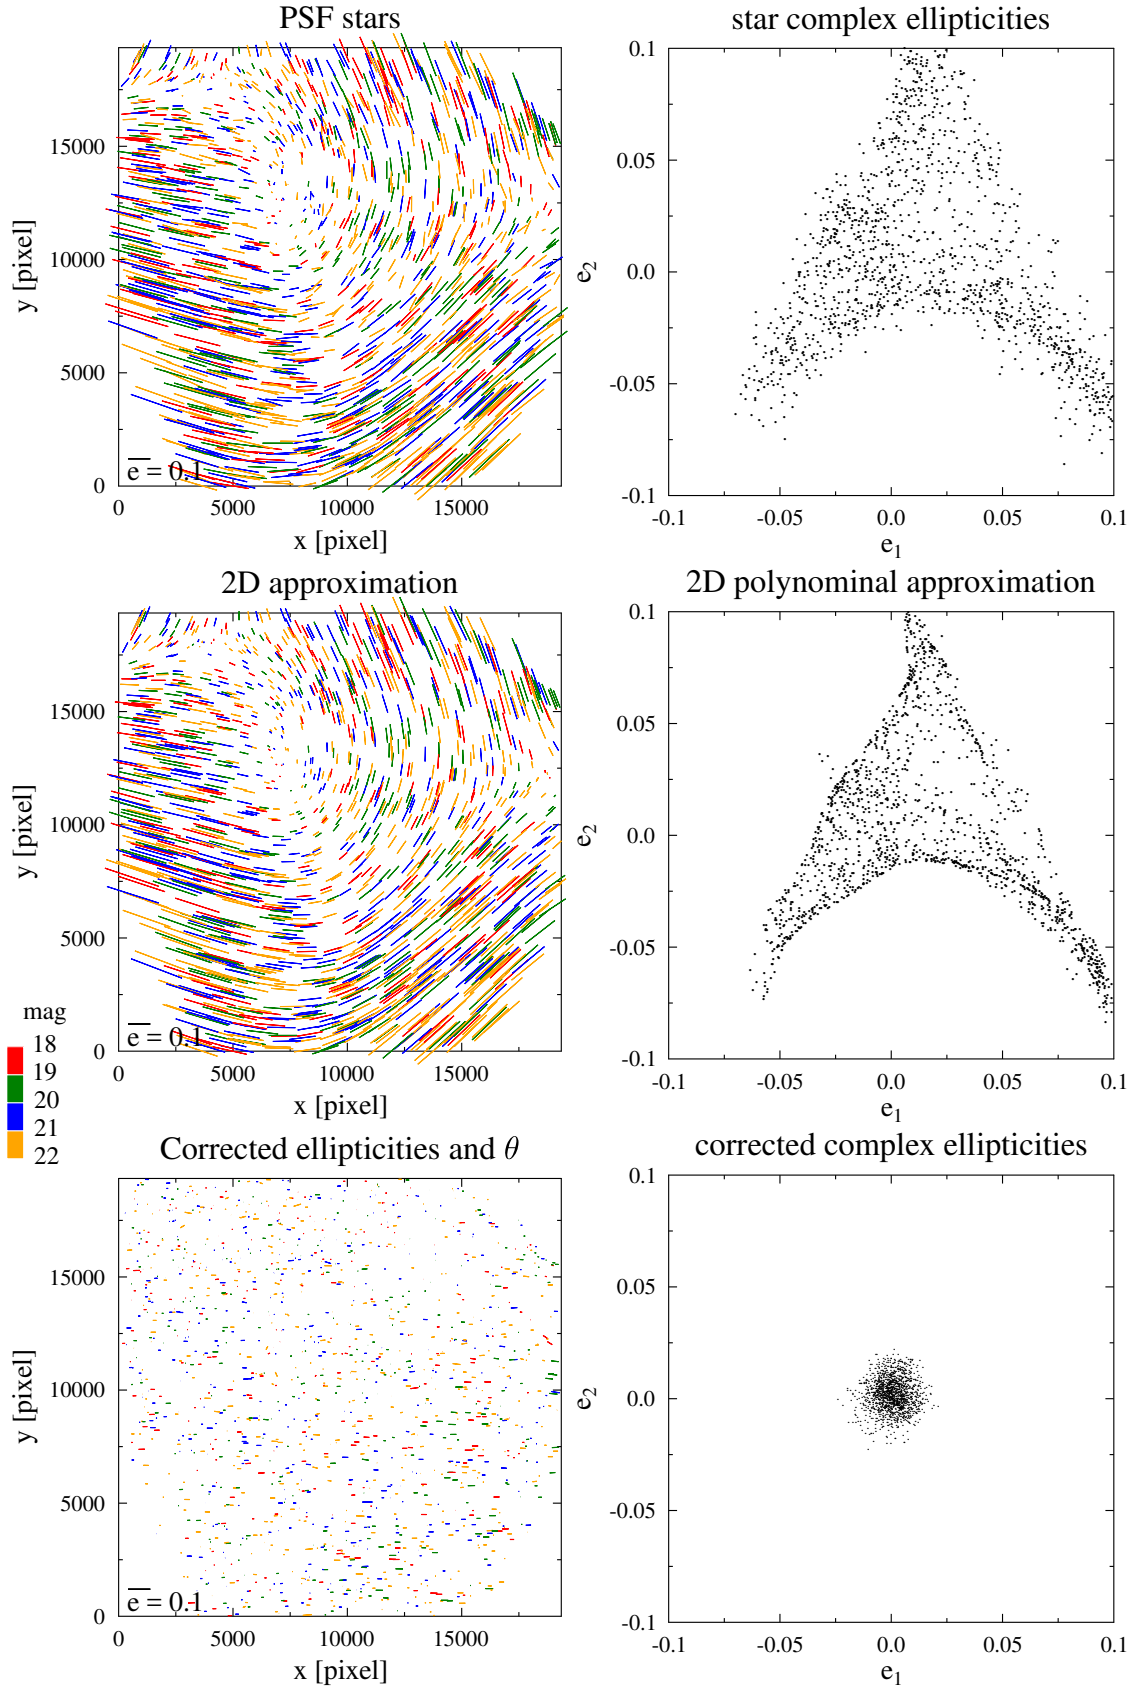 PSF stars
star complex ellipticities
15000
10000
5000
0
y [pixel]
e = 0.1
0 5000 10000 15000
x [pixel]
0.1
0.05
0.0
-0.05
-0.1
e2
-0.1 -0.05 0.0 0.05 0.1
e1
2D approximation
2D polynominal approximation
15000
10000
5000
0
y [pixel]
e = 0.1
0 5000 10000 15000
x [pixel]
0.1
0.05
0.0
-0.05
-0.1
e2
-0.1 -0.05 0.0 0.05 0.1
e1
mag
18
19
20
21
22
Corrected ellipticities and θ
corrected complex ellipticities
15000
10000
5000
0
y [pixel]
e = 0.1
0 5000 10000 15000
x [pixel]
0.1
0.05
0.0
-0.05
-0.1
e2
-0.1 -0.05 0.0 0.05 0.1
e1